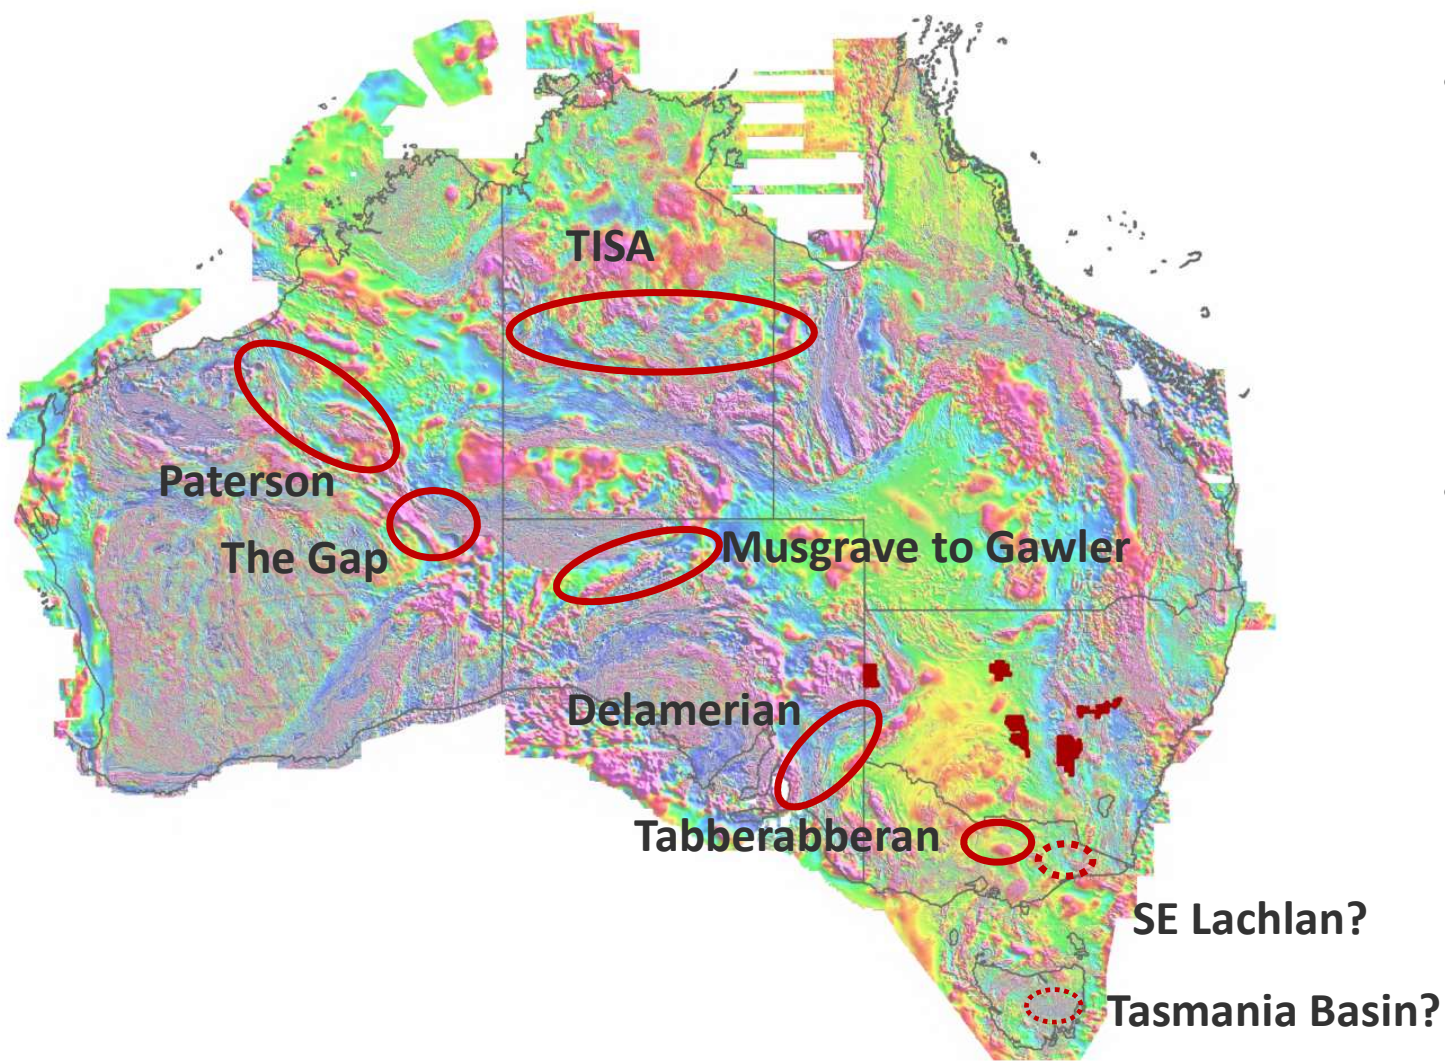 TISA
Paterson
The Gap
Musgrave to Gawler
Delamerian
Tabberabberan
SE Lachlan?
Tasmania Basin?